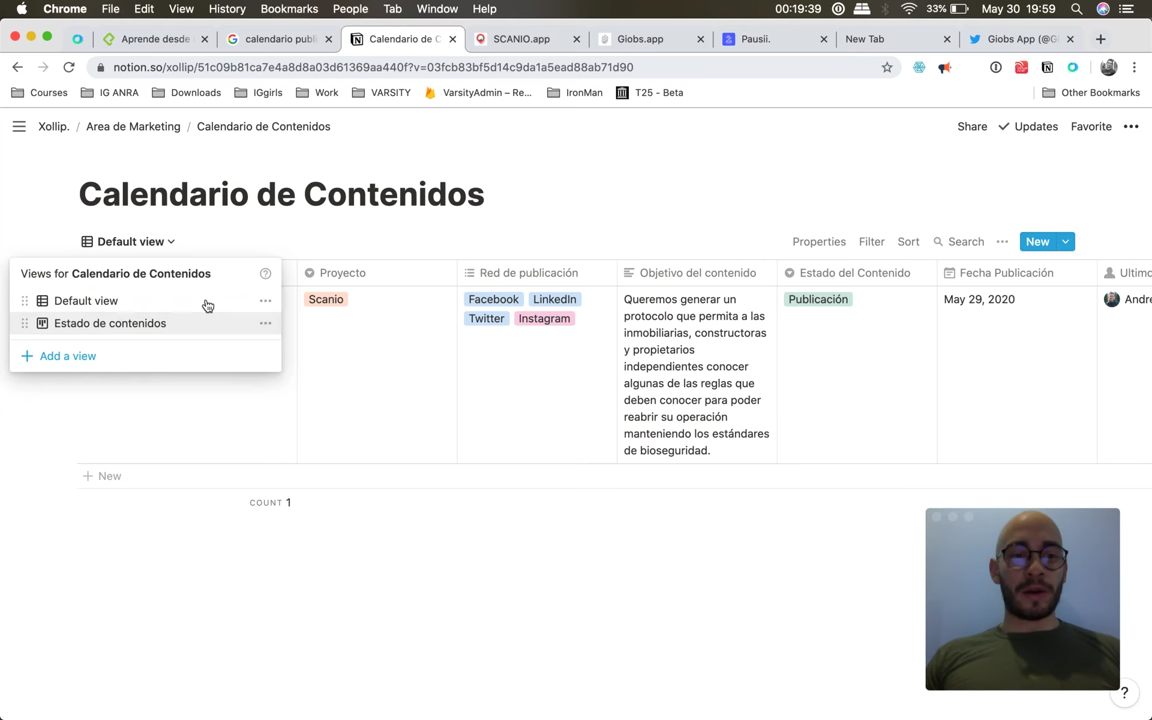 Chrome File Edit View History Bookmarks People Tab Window Help 00:19:39 33% May 30 19:59
Aprende desde
calendario publi
Calendario de C
SCANIO.app
Giobs.app
Pausii.
New Tab
Giobs App (@Gi
notion.so/xollip/51c09b81ca7e4a8d8a03d61369aa440f?v=03fcb83bf5d14c9da1a5ead88ab71d90
Courses IG ANRA Downloads IGgirls Work VARSITY VarsityAdmin – Re... IronMan T25 - Beta Other Bookmarks
Xollip. / Area de Marketing / Calendario de Contenidos Share Updates Favorite
Calendario de Contenidos
Default view Properties Filter Sort Search New
Views for Calendario de Contenidos
Default view
Estado de contenidos
Add a view
Proyecto Red de publicación Objetivo del contenido Estado del Contenido Fecha Publicación Ultimo
Scanio
Facebook LinkedIn
Twitter Instagram
Queremos generar un
protocolo que permita a las
inmobiliarias, constructoras
y propietarios
independientes conocer
algunas de las reglas que
deben conocer para poder
reabrir su operación
manteniendo los estándares
de bioseguridad.
Publicación
May 29, 2020
Andre
New
COUNT 1
?